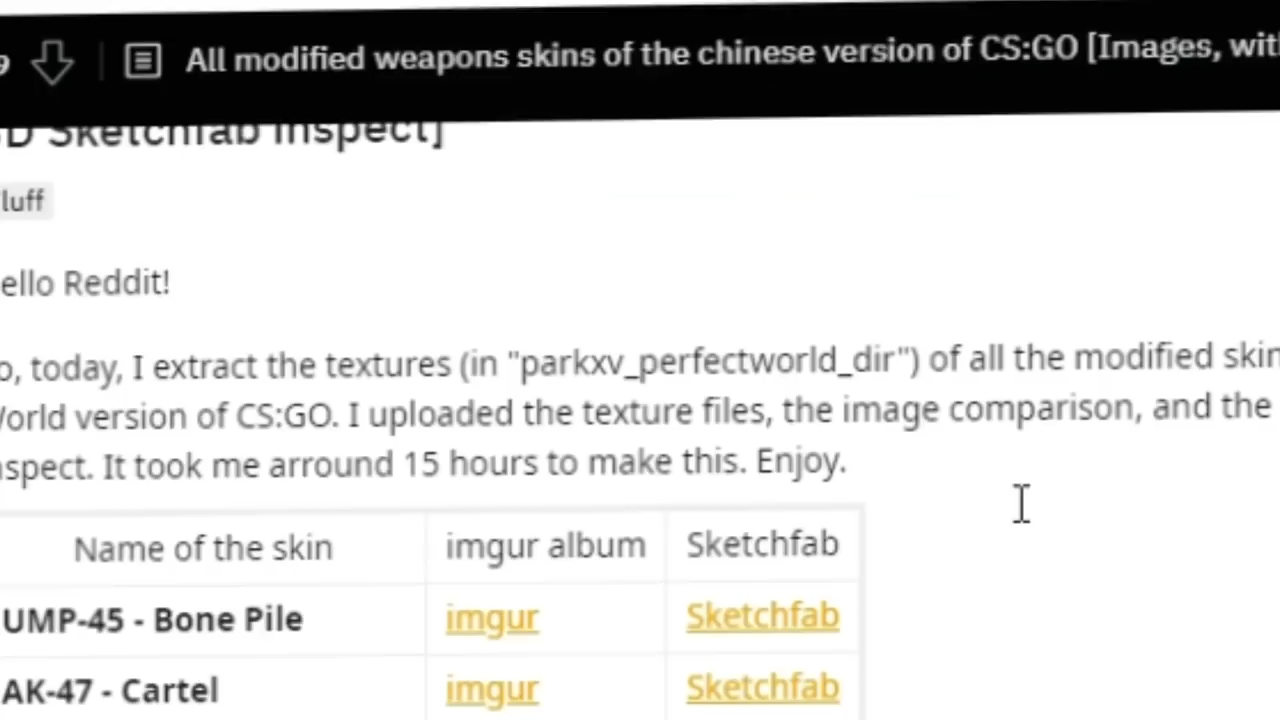 9 All modified weapons skins of the chinese version of CS:GO [Images, with
D Sketchfab Inspect]
luff
ello Reddit!
o, today, I extract the textures (in "parkxv_perfectworld_dir") of all the modified skin
World version of CS:GO. I uploaded the texture files, the image comparison, and the
nspect. It took me arround 15 hours to make this. Enjoy.
Name of the skin imgur album Sketchfab
UMP-45 - Bone Pile imgur Sketchfab
AK-47 - Cartel imgur Sketchfab